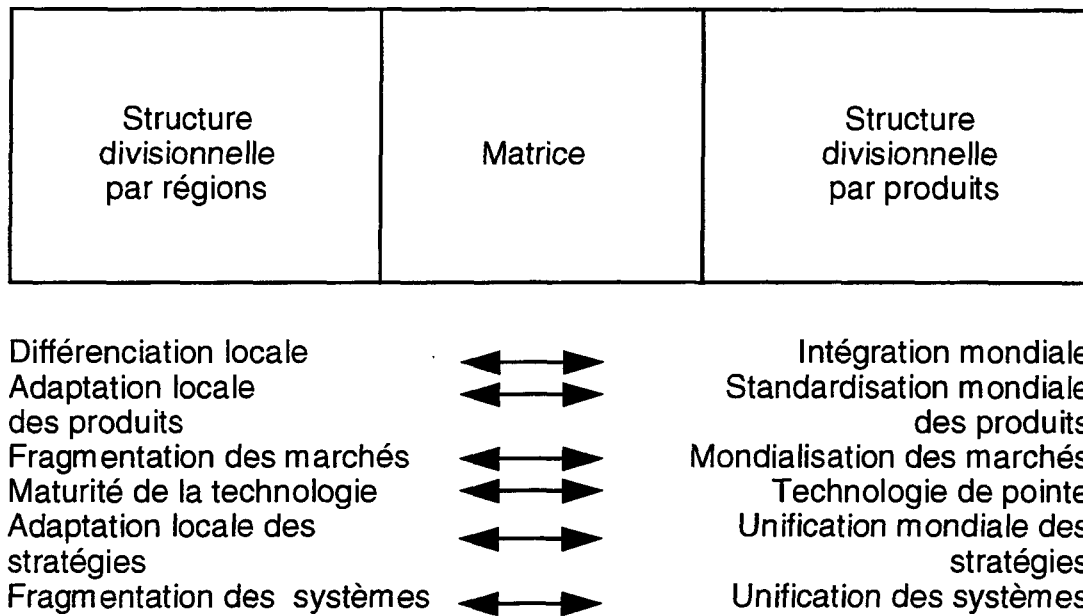 Structure
divisionnelle
par régions
Matrice
Structure
divisionnelle
par produits
Différenciation locale
Intégration mondiale
Adaptation locale
des produits
Standardisation mondiale
des produits
Fragmentation des marchés
Mondialisation des marchés
Maturité de la technologie
Technologie de pointe
Adaptation locale des
stratégies
Unification mondiale des
stratégies
Fragmentation des systèmes
Unification des systèmes